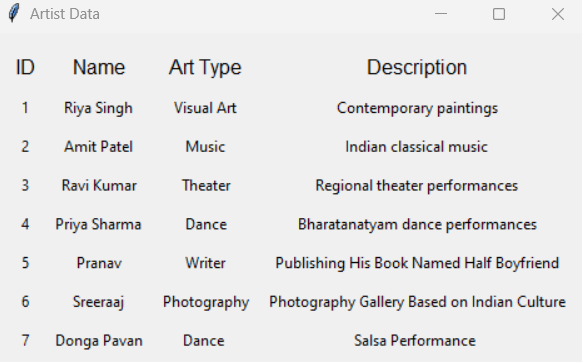 Artist Data
ID Name Art Type Description
1 Riya Singh Visual Art Contemporary paintings
2 Amit Patel Music Indian classical music
3 Ravi Kumar Theater Regional theater performances
4 Priya Sharma Dance Bharatanatyam dance performances
5 Pranav Writer Publishing His Book Named Half Boyfriend
6 Sreeraaj Photography Photography Gallery Based on Indian Culture
7 Donga Pavan Dance Salsa Performance